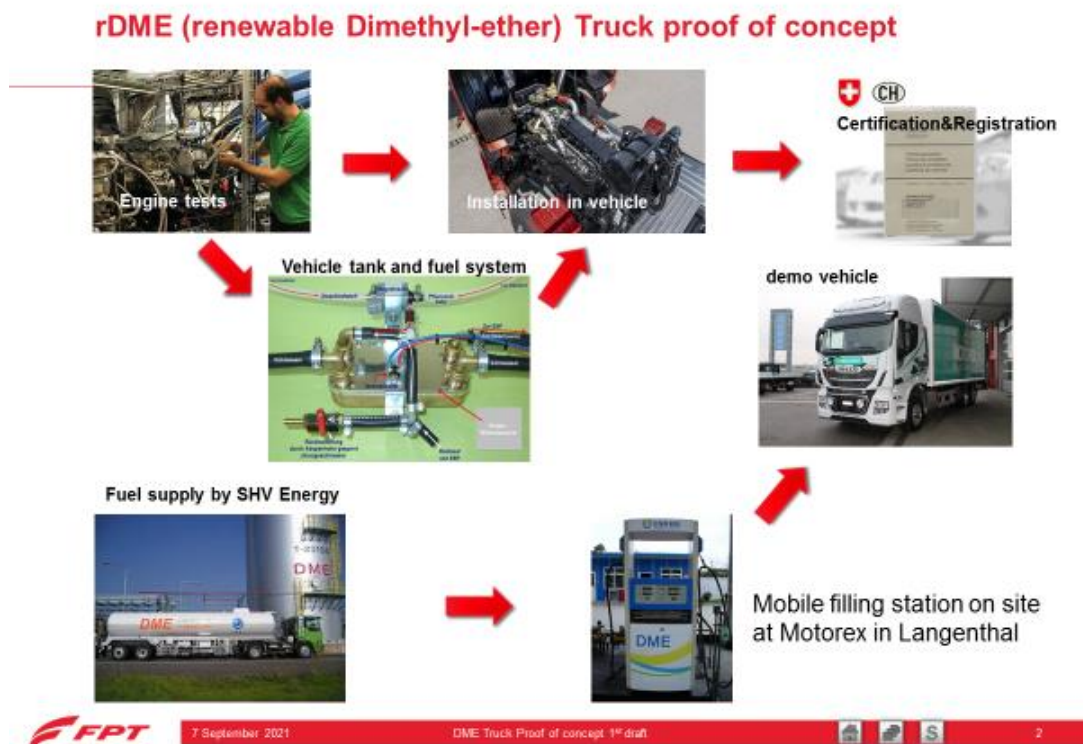 rDME (renewable Dimethyl-ether) Truck proof of concept
CH
Certification&Registration
Engine tests
Installation in vehicle
Vehicle tank and fuel system
demo vehicle
Fuel supply by SHV Energy
DME
DME
DME
Mobile filling station on site
at Motorex in Langenthal
FPT
7 September 2021
DME Truck Proof of concept 1st draft
S
2